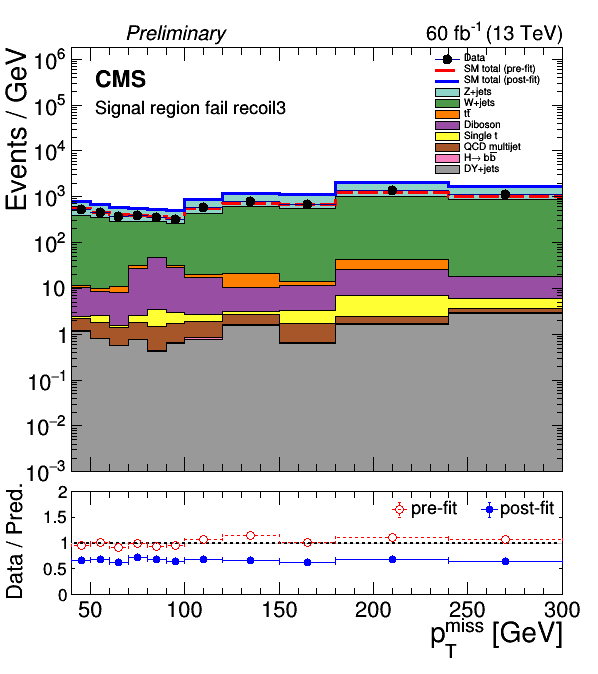 Preliminary 60 fb⁻¹ (13 TeV)
CMS
Signal region fail recoil3
Data
SM total (pre-fit)
SM total (post-fit)
Z+jets
W+jets
tt̅
Diboson
Single t
QCD multijet
H→ bb̅
DY+jets
Events / GeV
10⁶
10⁵
10⁴
10³
10²
10
1
10⁻¹
10⁻²
10⁻³
pre-fit post-fit
Data / Pred.
2
1.5
1
0.5
0
50 100 150 200 250 300
p_T^miss [GeV]